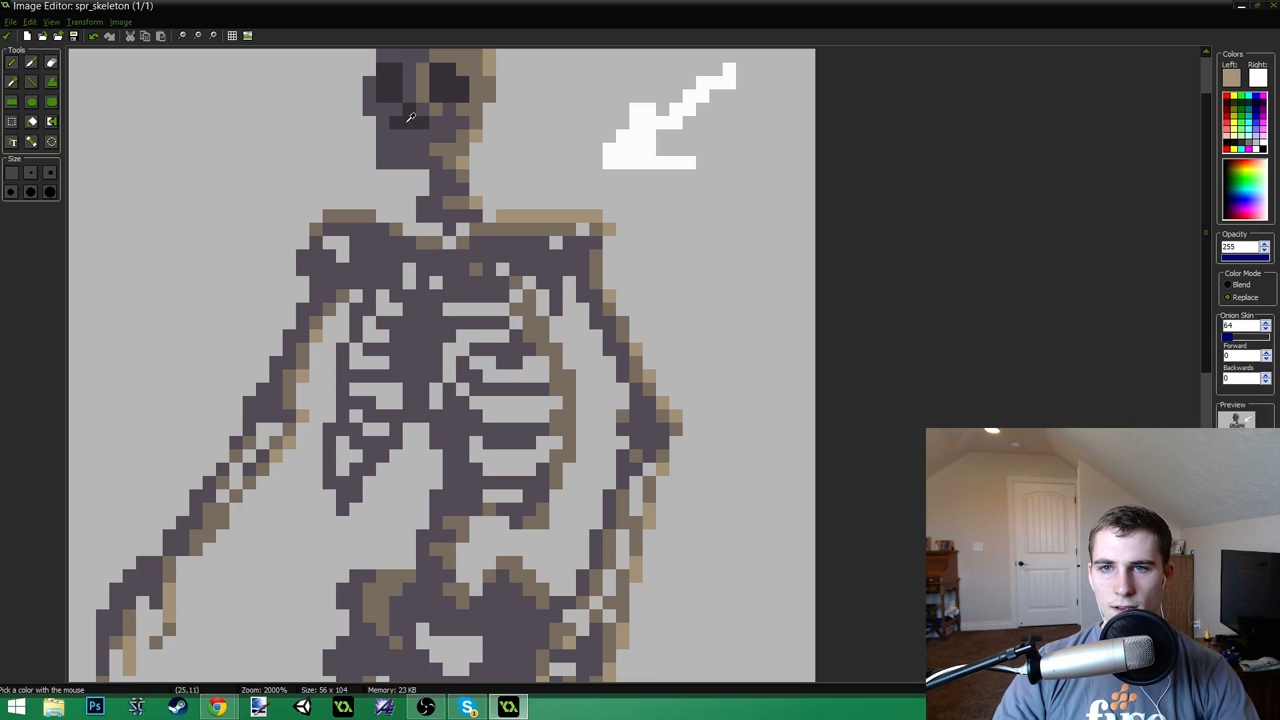 Image Editor: spr_skeleton (1/1)
File Edit View Transform Image
Tools
Size
Colors
Left: Right:
Opacity
255
Color Mode
Blend
Replace
Onion Skin
64
Forward
0
Backwards
0
Preview
Pick a color with the mouse
(25,11)
Zoom: 2000%
Size: 56 x 104
Memory: 23 KB
fuse